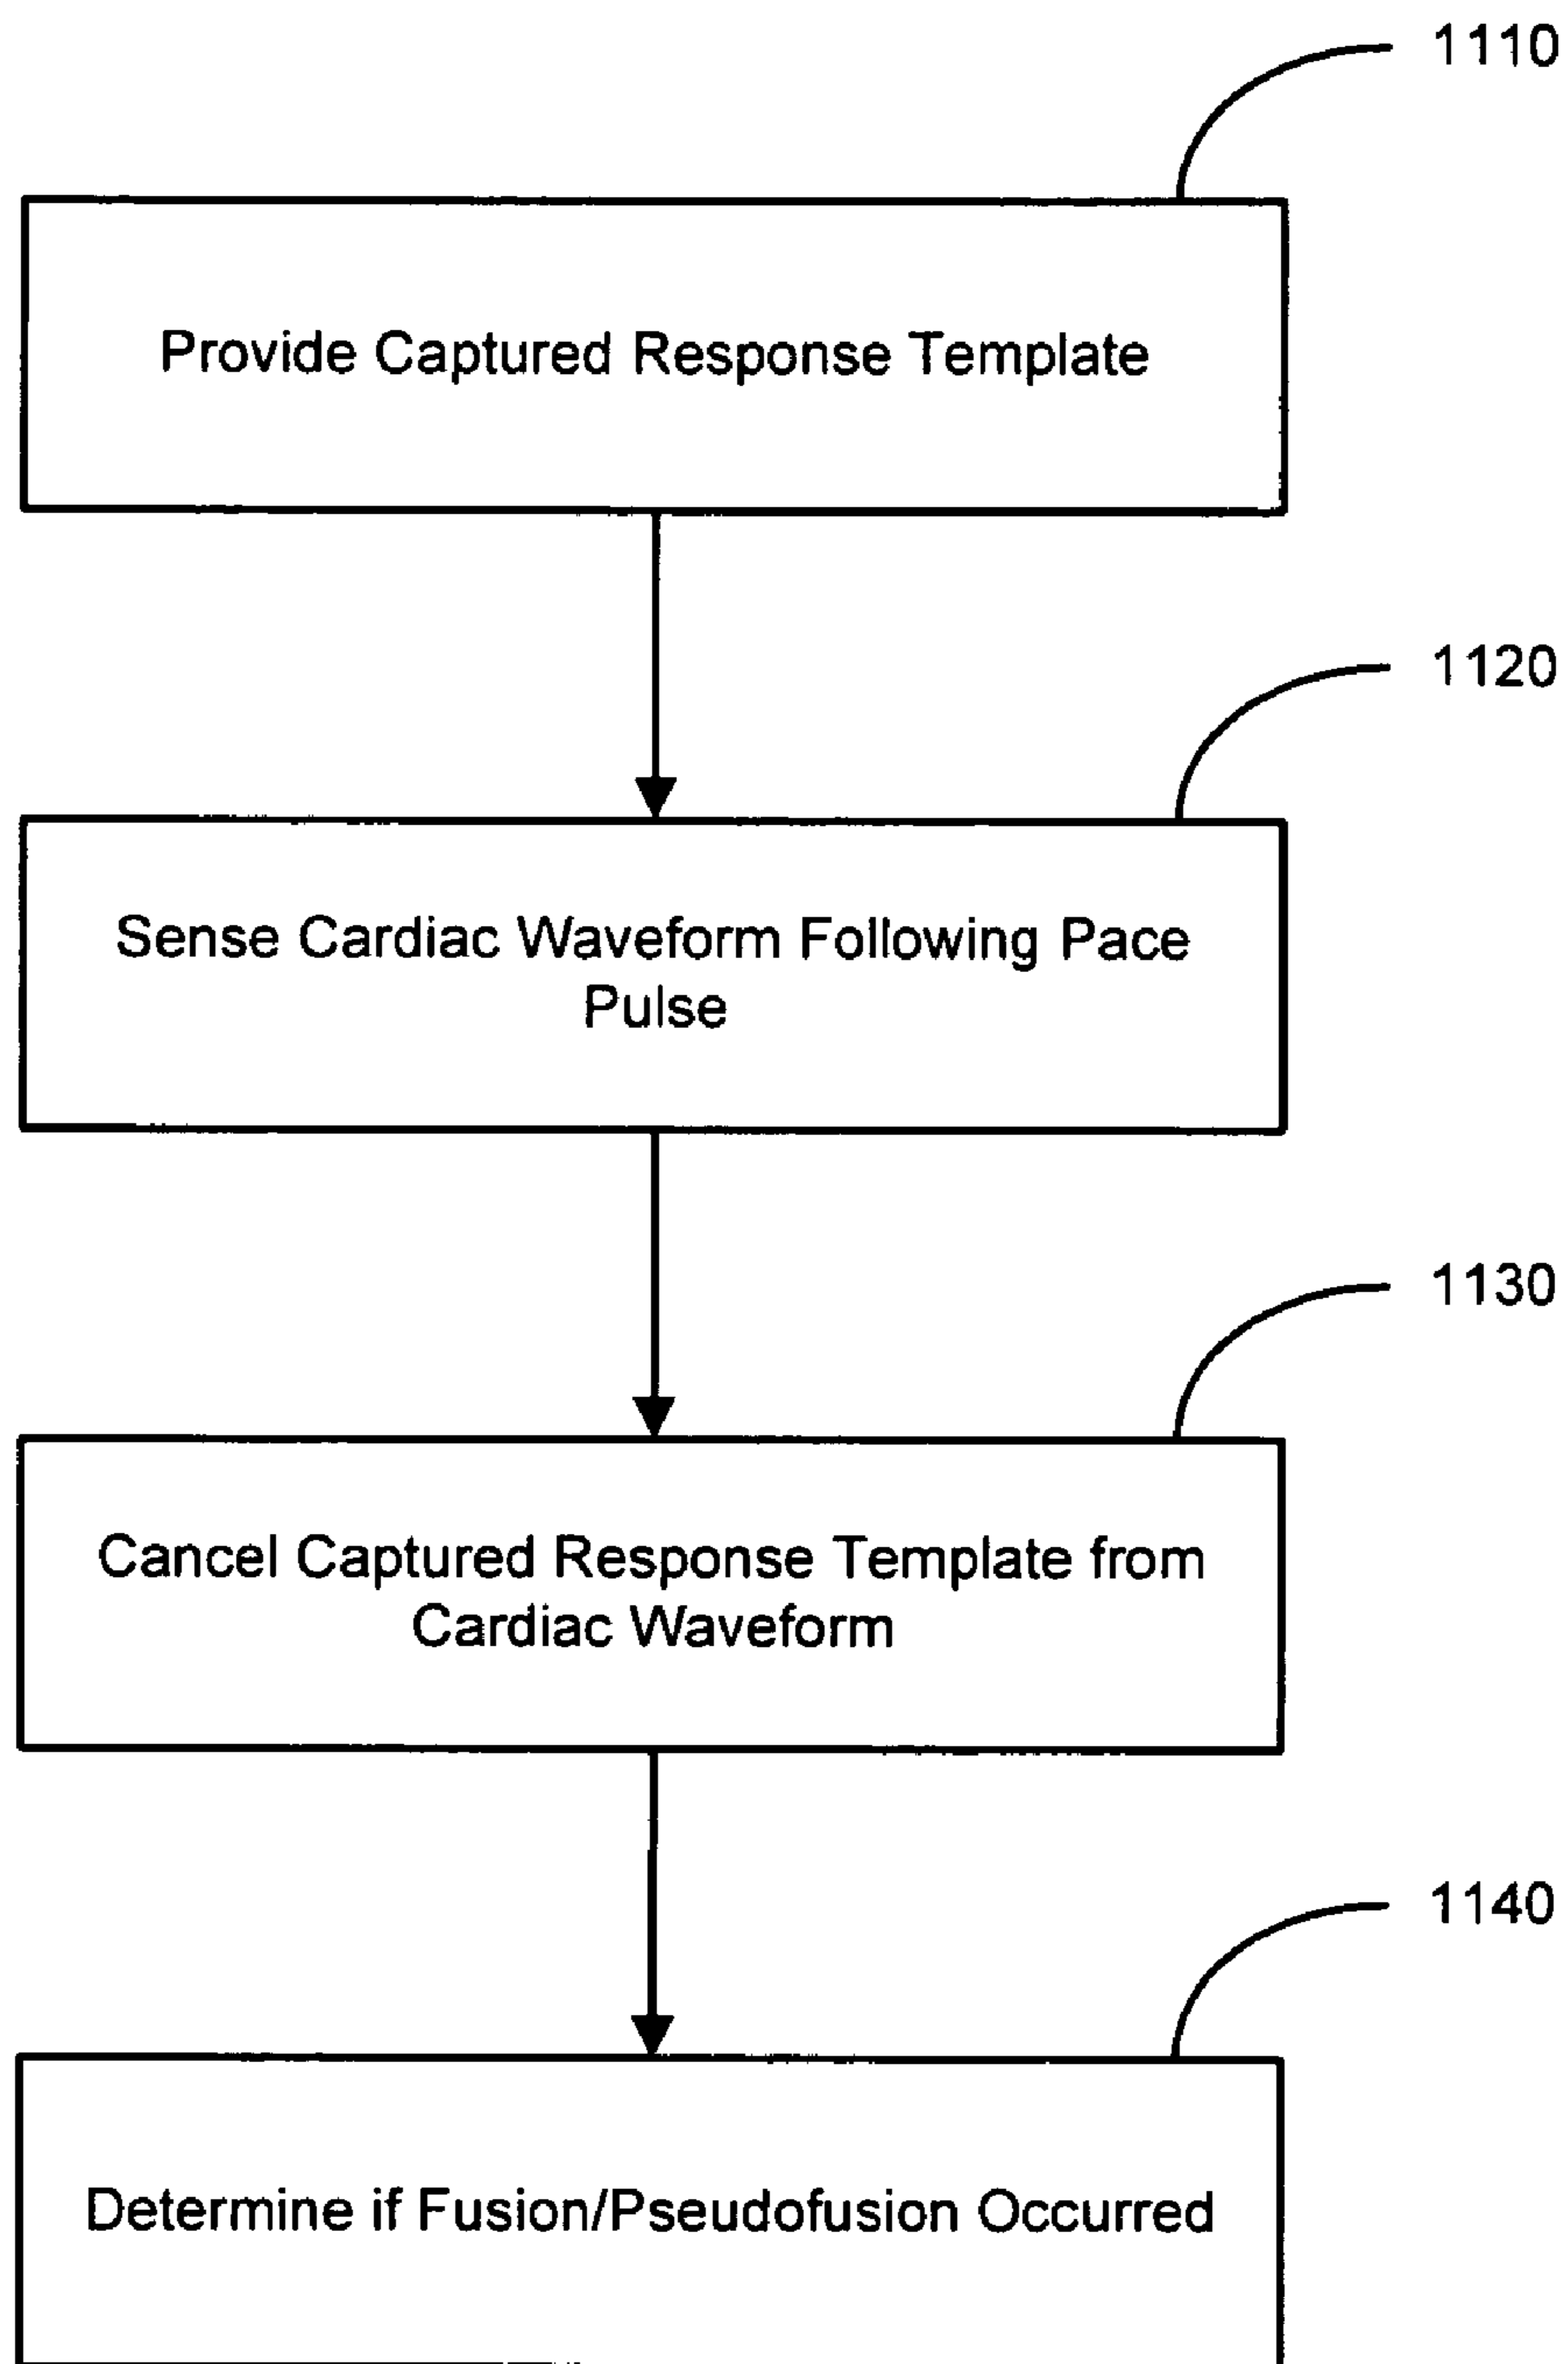 1110
Provide Captured Response Template
1120
Sense Cardiac Waveform Following Pace
Pulse
1130
Cancel Captured Response Template from
Cardiac Waveform
1140
Determine if Fusion/Pseudofusion Occurred